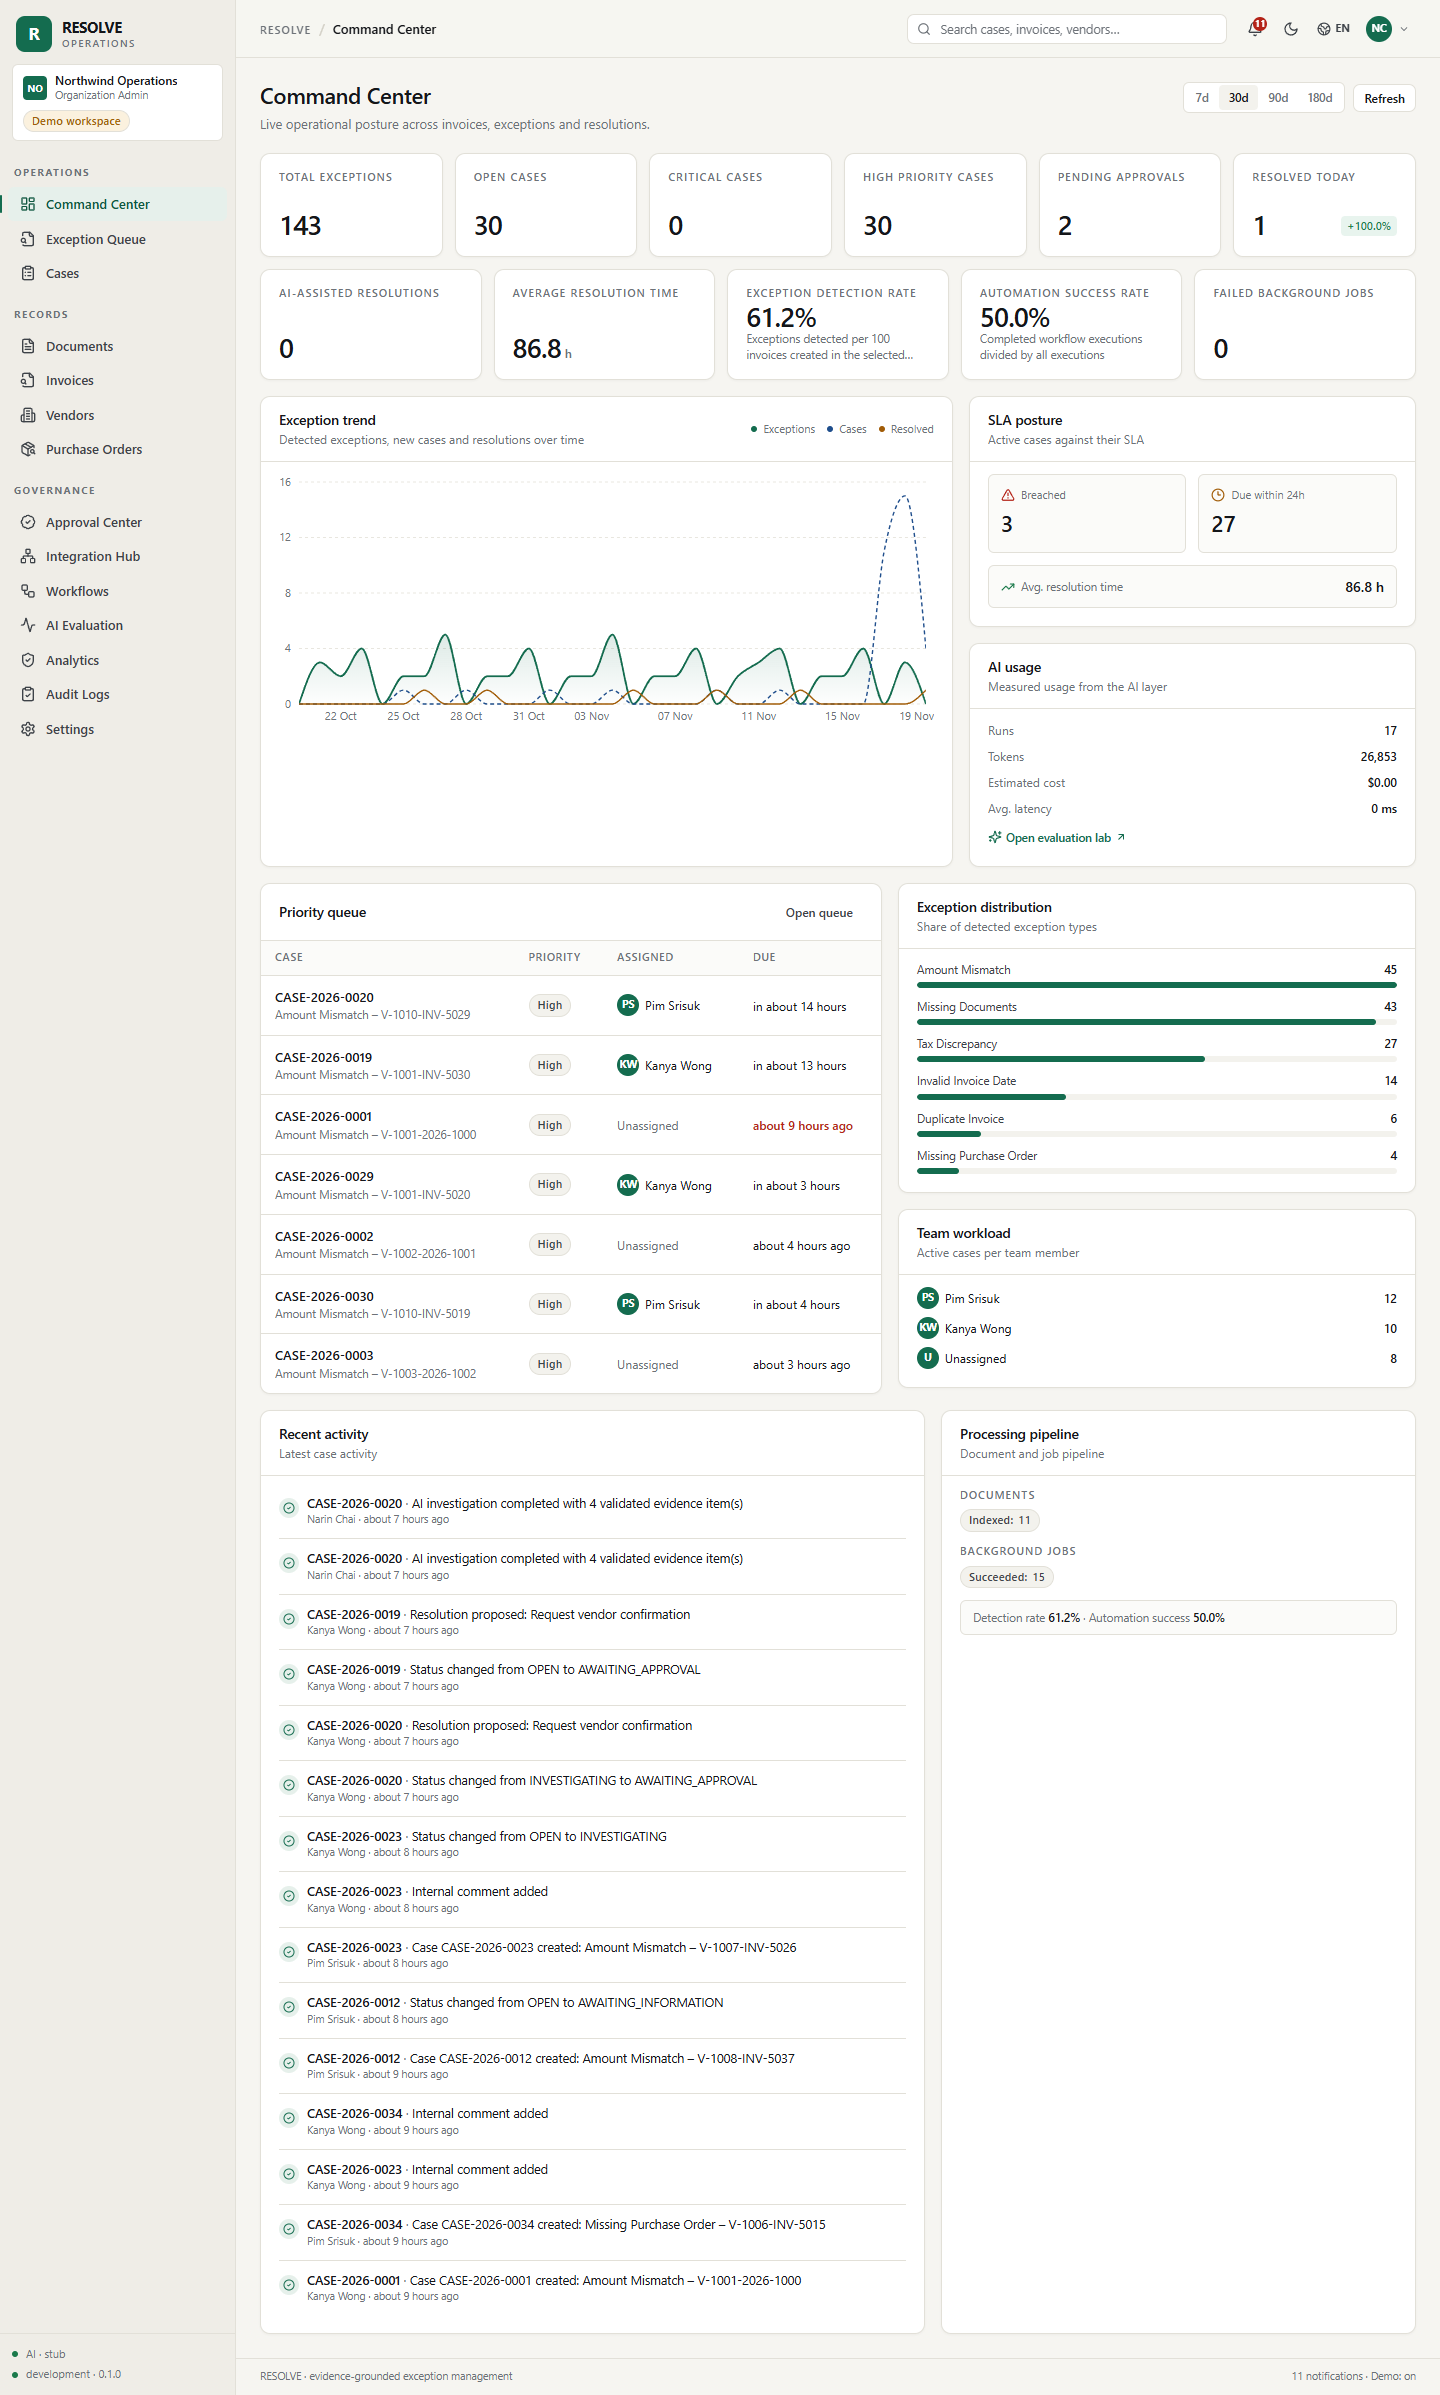 R
RESOLVE
OPERATIONS
NO
Northwind Operations
Organization Admin
Demo workspace
OPERATIONS
Command Center
Exception Queue
Cases
RECORDS
Documents
Invoices
Vendors
Purchase Orders
GOVERNANCE
Approval Center
Integration Hub
Workflows
AI Evaluation
Analytics
Audit Logs
Settings
AI · stub
development · 0.1.0
RESOLVE / Command Center
Search cases, invoices, vendors...
11
EN
NC
Command Center
Live operational posture across invoices, exceptions and resolutions.
7d 30d 90d 180d
Refresh
TOTAL EXCEPTIONS
143
OPEN CASES
30
CRITICAL CASES
0
HIGH PRIORITY CASES
30
PENDING APPROVALS
2
RESOLVED TODAY
1
+100.0%
AI-ASSISTED RESOLUTIONS
0
AVERAGE RESOLUTION TIME
86.8 h
EXCEPTION DETECTION RATE
61.2%
Exceptions detected per 100
invoices created in the selected...
AUTOMATION SUCCESS RATE
50.0%
Completed workflow executions
divided by all executions
FAILED BACKGROUND JOBS
0
Exception trend
Detected exceptions, new cases and resolutions over time
Exceptions Cases Resolved
16
12
8
4
0
22 Oct 25 Oct 28 Oct 31 Oct 03 Nov 07 Nov 11 Nov 15 Nov 19 Nov
SLA posture
Active cases against their SLA
Breached
3
Due within 24h
27
Avg. resolution time 86.8 h
AI usage
Measured usage from the AI layer
Runs 17
Tokens 26,853
Estimated cost $0.00
Avg. latency 0 ms
Open evaluation lab
Priority queue
Open queue
CASE PRIORITY ASSIGNED DUE
CASE-2026-0020
Amount Mismatch – V-1010-INV-5029
High
PS Pim Srisuk
in about 14 hours
CASE-2026-0019
Amount Mismatch – V-1001-INV-5030
High
KW Kanya Wong
in about 13 hours
CASE-2026-0001
Amount Mismatch – V-1001-2026-1000
High
Unassigned
about 9 hours ago
CASE-2026-0029
Amount Mismatch – V-1001-INV-5020
High
KW Kanya Wong
in about 3 hours
CASE-2026-0002
Amount Mismatch – V-1002-2026-1001
High
Unassigned
about 4 hours ago
CASE-2026-0030
Amount Mismatch – V-1010-INV-5019
High
PS Pim Srisuk
in about 4 hours
CASE-2026-0003
Amount Mismatch – V-1003-2026-1002
High
Unassigned
about 3 hours ago
Exception distribution
Share of detected exception types
Amount Mismatch 45
Missing Documents 43
Tax Discrepancy 27
Invalid Invoice Date 14
Duplicate Invoice 6
Missing Purchase Order 4
Team workload
Active cases per team member
PS Pim Srisuk 12
KW Kanya Wong 10
U Unassigned 8
Recent activity
Latest case activity
CASE-2026-0020 · AI investigation completed with 4 validated evidence item(s)
Narin Chai · about 7 hours ago
CASE-2026-0020 · AI investigation completed with 4 validated evidence item(s)
Narin Chai · about 7 hours ago
CASE-2026-0019 · Resolution proposed: Request vendor confirmation
Kanya Wong · about 7 hours ago
CASE-2026-0019 · Status changed from OPEN to AWAITING_APPROVAL
Kanya Wong · about 7 hours ago
CASE-2026-0020 · Resolution proposed: Request vendor confirmation
Kanya Wong · about 7 hours ago
CASE-2026-0020 · Status changed from INVESTIGATING to AWAITING_APPROVAL
Kanya Wong · about 7 hours ago
CASE-2026-0023 · Status changed from OPEN to INVESTIGATING
Kanya Wong · about 8 hours ago
CASE-2026-0023 · Internal comment added
Kanya Wong · about 8 hours ago
CASE-2026-0023 · Case CASE-2026-0023 created: Amount Mismatch – V-1007-INV-5026
Pim Srisuk · about 8 hours ago
CASE-2026-0012 · Status changed from OPEN to AWAITING_INFORMATION
Pim Srisuk · about 8 hours ago
CASE-2026-0012 · Case CASE-2026-0012 created: Amount Mismatch – V-1008-INV-5037
Pim Srisuk · about 9 hours ago
CASE-2026-0034 · Internal comment added
Kanya Wong · about 9 hours ago
CASE-2026-0023 · Internal comment added
Kanya Wong · about 9 hours ago
CASE-2026-0034 · Case CASE-2026-0034 created: Missing Purchase Order – V-1006-INV-5015
Pim Srisuk · about 9 hours ago
CASE-2026-0001 · Case CASE-2026-0001 created: Amount Mismatch – V-1001-2026-1000
Kanya Wong · about 9 hours ago
Processing pipeline
Document and job pipeline
DOCUMENTS
Indexed: 11
BACKGROUND JOBS
Succeeded: 15
Detection rate 61.2% · Automation success 50.0%
RESOLVE · evidence-grounded exception management
11 notifications · Demo: on